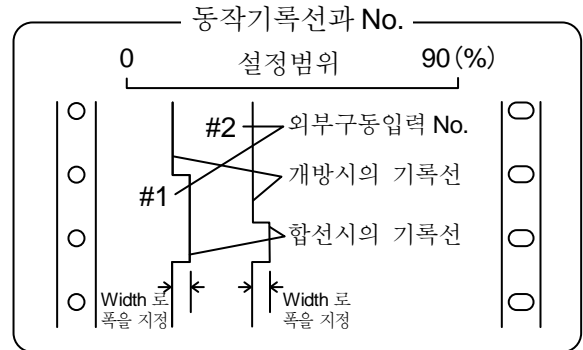 동작기록선과 No.
0 설정범위 90(%)
#2 외부구동입력 No.
#1 개방시의 기록선
합선시의 기록선
Width 로 폭을 지정
Width 로 폭을 지정